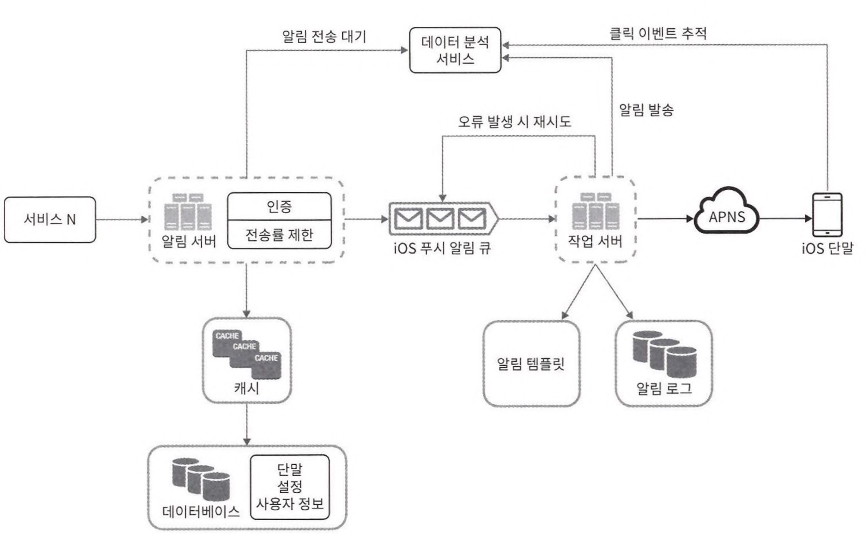 알림 전송 대기
데이터 분석
서비스
클릭 이벤트 추적
알림 발송
오류 발생 시 재시도
서비스 N
알림 서버
인증
전송률 제한
iOS 푸시 알림 큐
작업 서버
APNS
iOS 단말
CACHE
CACHE
CACHE
캐시
알림 템플릿
알림 로그
데이터베이스
단말
설정
사용자 정보